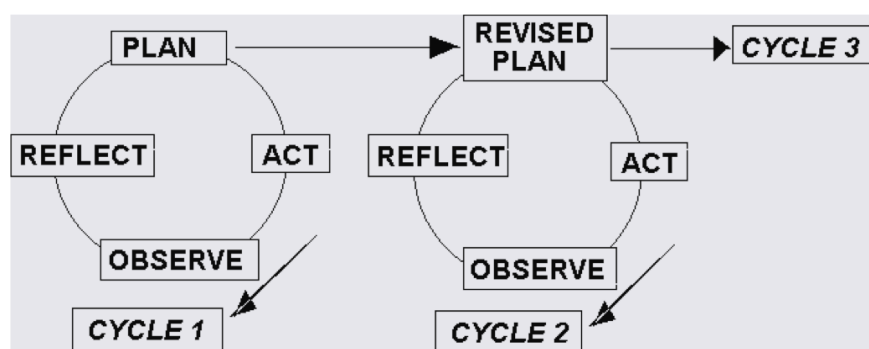 PLAN
REVISED
PLAN
CYCLE 3
REFLECT
ACT
REFLECT
ACT
OBSERVE
OBSERVE
CYCLE 1
CYCLE 2